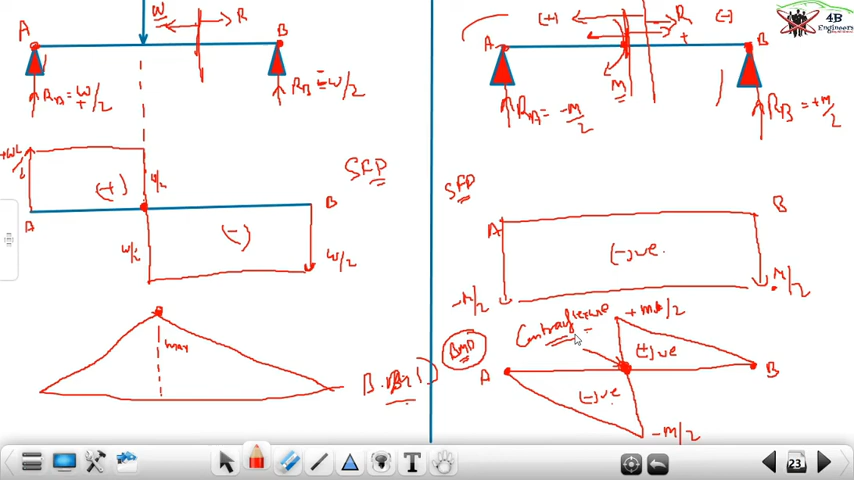 W
R
A
B
RA = W/2
+
RB = W/2
+W/2
(+)
W/2
SFD
A
B
W/2
(-)
W/2
max
(+)
R
(-)
+
A
B
M
RA = -M/2
RB = +M/2
SFD
A
B
(-)ve
-M/2
M/2
Contraflexure
+M/2
BMD
(+)ve
A
B
(-)ve
-M/2
4B
Engineers
T
23